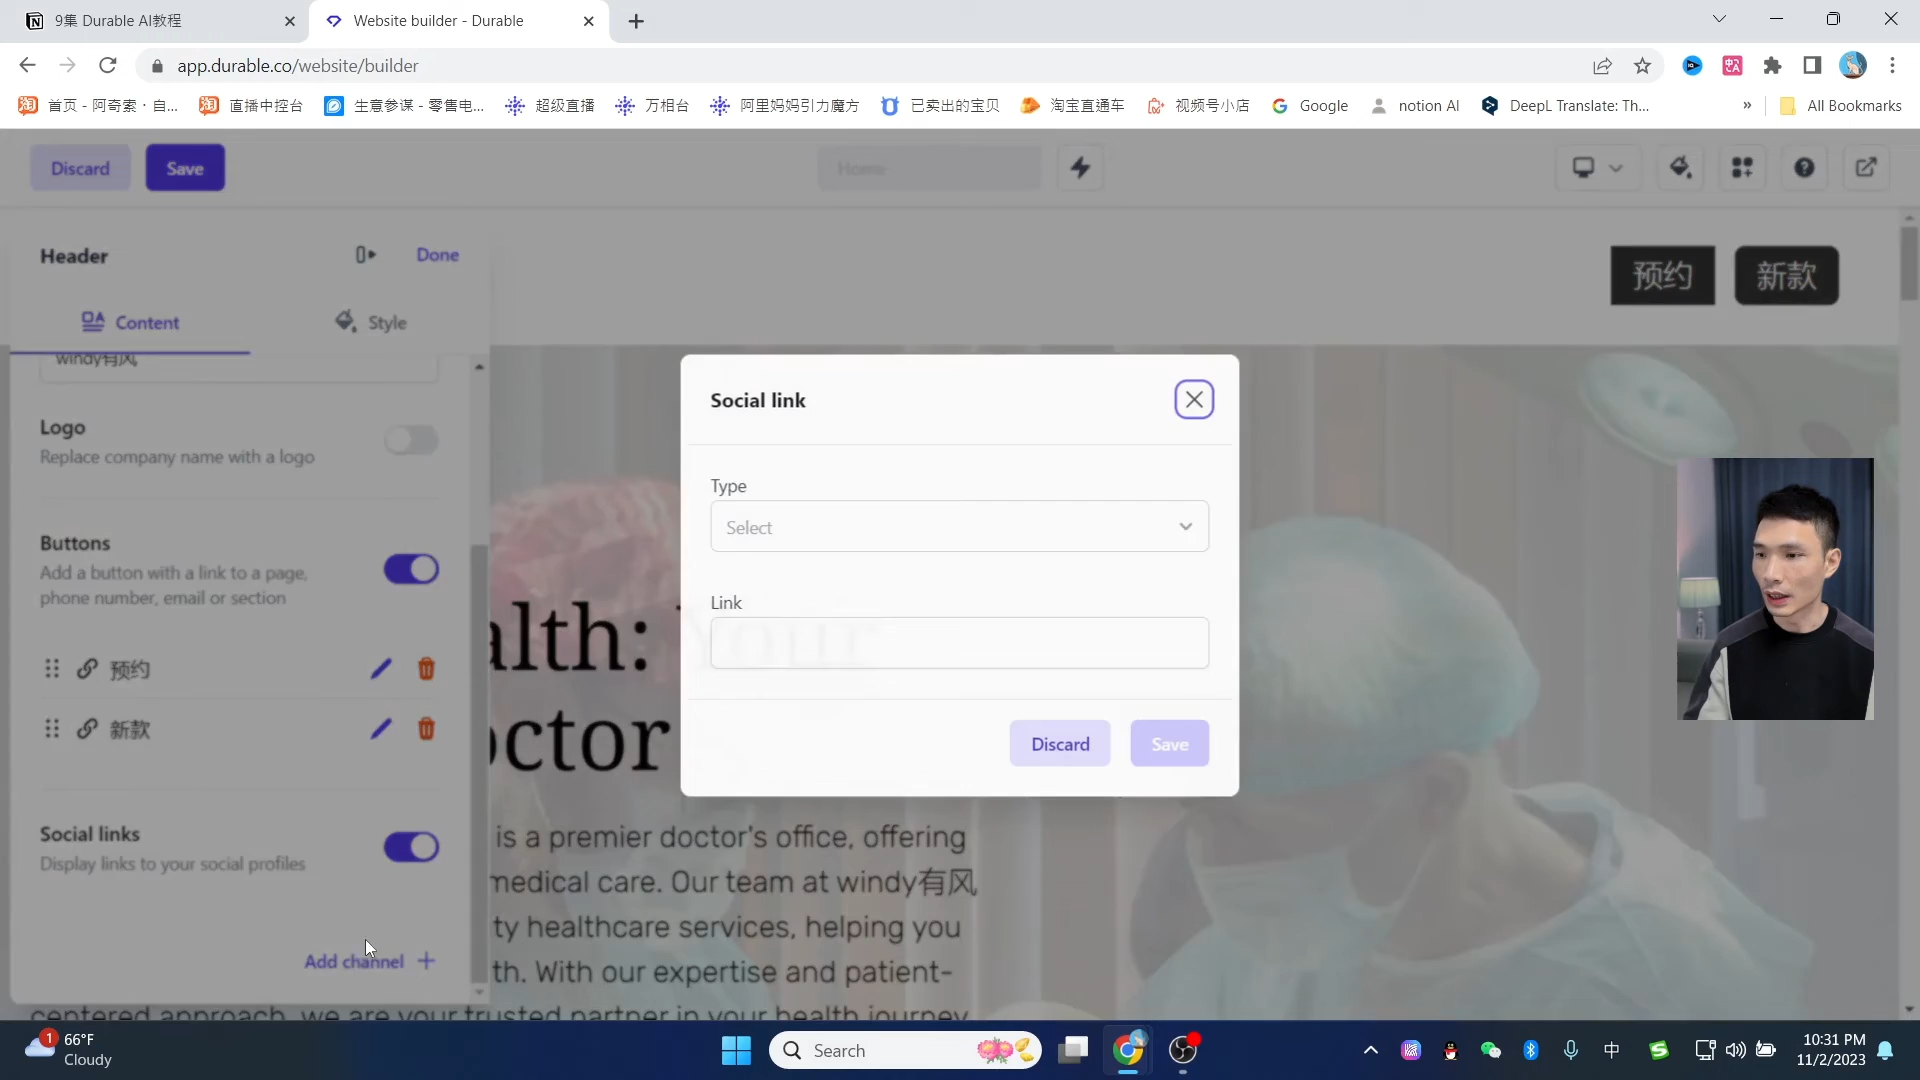 9集 Durable AI教程
Website builder - Durable
app.durable.co/website/builder
首页 - 阿奇索 · 自...
直播中控台
生意参谋 - 零售电...
超级直播
万相台
阿里妈妈引力魔方
已卖出的宝贝
淘宝直通车
视频号小店
Google
notion AI
DeepL Translate: Th...
»
All Bookmarks
Discard
Save
Home
Header
Done
Content
Style
预约
新款
windy有风
Logo
Replace company name with a logo
Buttons
Add a button with a link to a page,
phone number, email or section
预约
新款
Social links
Display links to your social profiles
Add channel +
Social link
Type
Select
Link
Discard
Save
alth: Your
octor
is a premier doctor's office, offering
medical care. Our team at windy有风
ty healthcare services, helping you
th. With our expertise and patient-
centered approach, we are your trusted partner in your health journey
1
66°F
Cloudy
Search
中
10:31 PM
11/2/2023